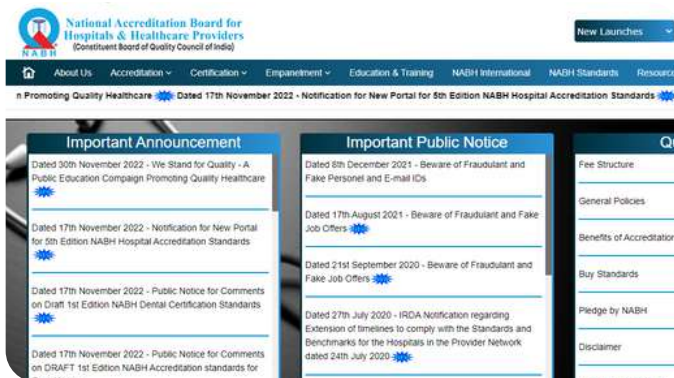 National Accreditation Board for
Hospitals & Healthcare Providers
(Constituent Board of Quality Council of India)
NABH
New Launches
About Us Accreditation Certification Empanelment Education & Training NABH International NABH Standards Resource
n Promoting Quality Healthcare Dated 17th November 2022 - Notification for New Portal for 5th Edition NABH Hospital Accreditation Standards
Important Announcement
Dated 30th November 2022 - We Stand for Quality - A
Public Education Campaign Promoting Quality Healthcare
Dated 17th November 2022 - Notification for New Portal
for 5th Edition NABH Hospital Accreditation Standards
Dated 17th November 2022 - Public Notice for Comments
on Draft 1st Edition NABH Dental Certification Standards
Dated 17th November 2022 - Public Notice for Comments
on DRAFT 1st Edition NABH Accreditation standards for
Important Public Notice
Dated 8th December 2021 - Beware of Fraudulant and
Fake Personel and E-mail IDs
Dated 17th August 2021 - Beware of Fraudulant and Fake
Job Offers
Dated 21st September 2020 - Beware of Fraudulant and
Fake Job Offers
Dated 27th July 2020 - IRDA Notification regarding
Extension of timelines to comply with the Standards and
Benchmarks for the Hospitals in the Provider Network
dated 24th July 2020
Qu
Fee Structure
General Policies
Benefits of Accreditation
Buy Standards
Pledge by NABH
Disclaimer